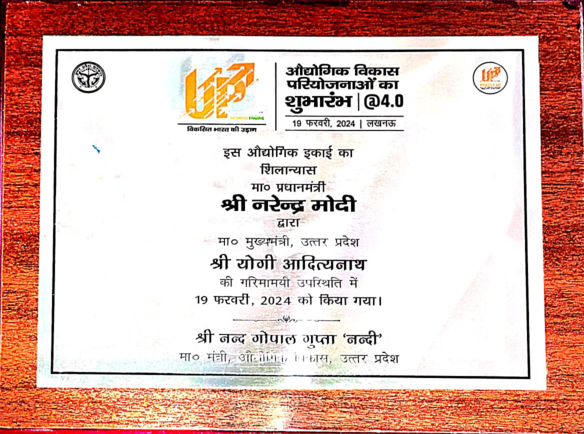 UP
विकसित भारत की उड़ान
औद्योगिक विकास
परियोजनाओं का
शुभारंभ | @4.0
19 फरवरी, 2024 | लखनऊ
इस औद्योगिक इकाई का
शिलान्यास
मा० प्रधानमंत्री
श्री नरेन्द्र मोदी
द्वारा
मा० मुख्यमंत्री, उत्तर प्रदेश
श्री योगी आदित्यनाथ
की गरिमामयी उपस्थिति में
19 फरवरी, 2024 को किया गया।
श्री नन्द गोपाल गुप्ता ‘नन्दी’
मा० मंत्री, औद्योगिक विकास, उत्तर प्रदेश